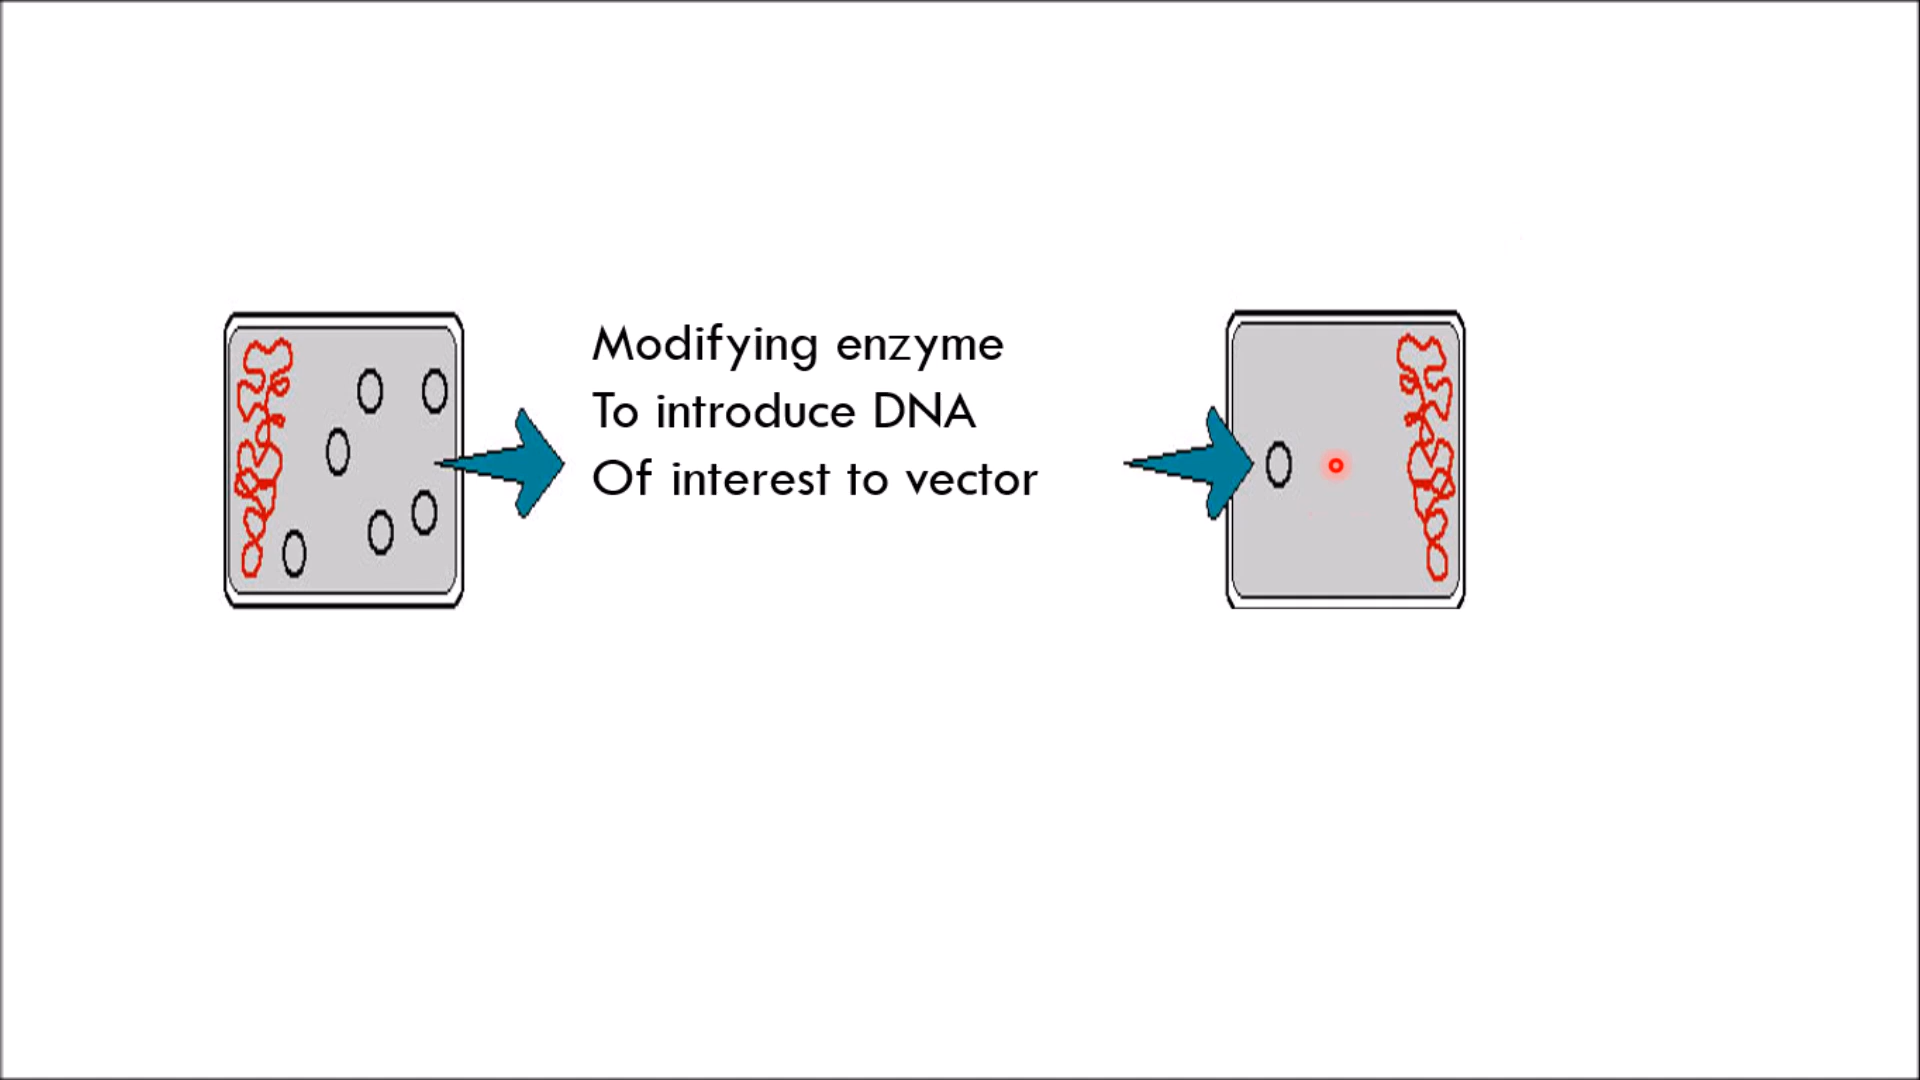 Modifying enzyme
To introduce DNA
Of interest to vector